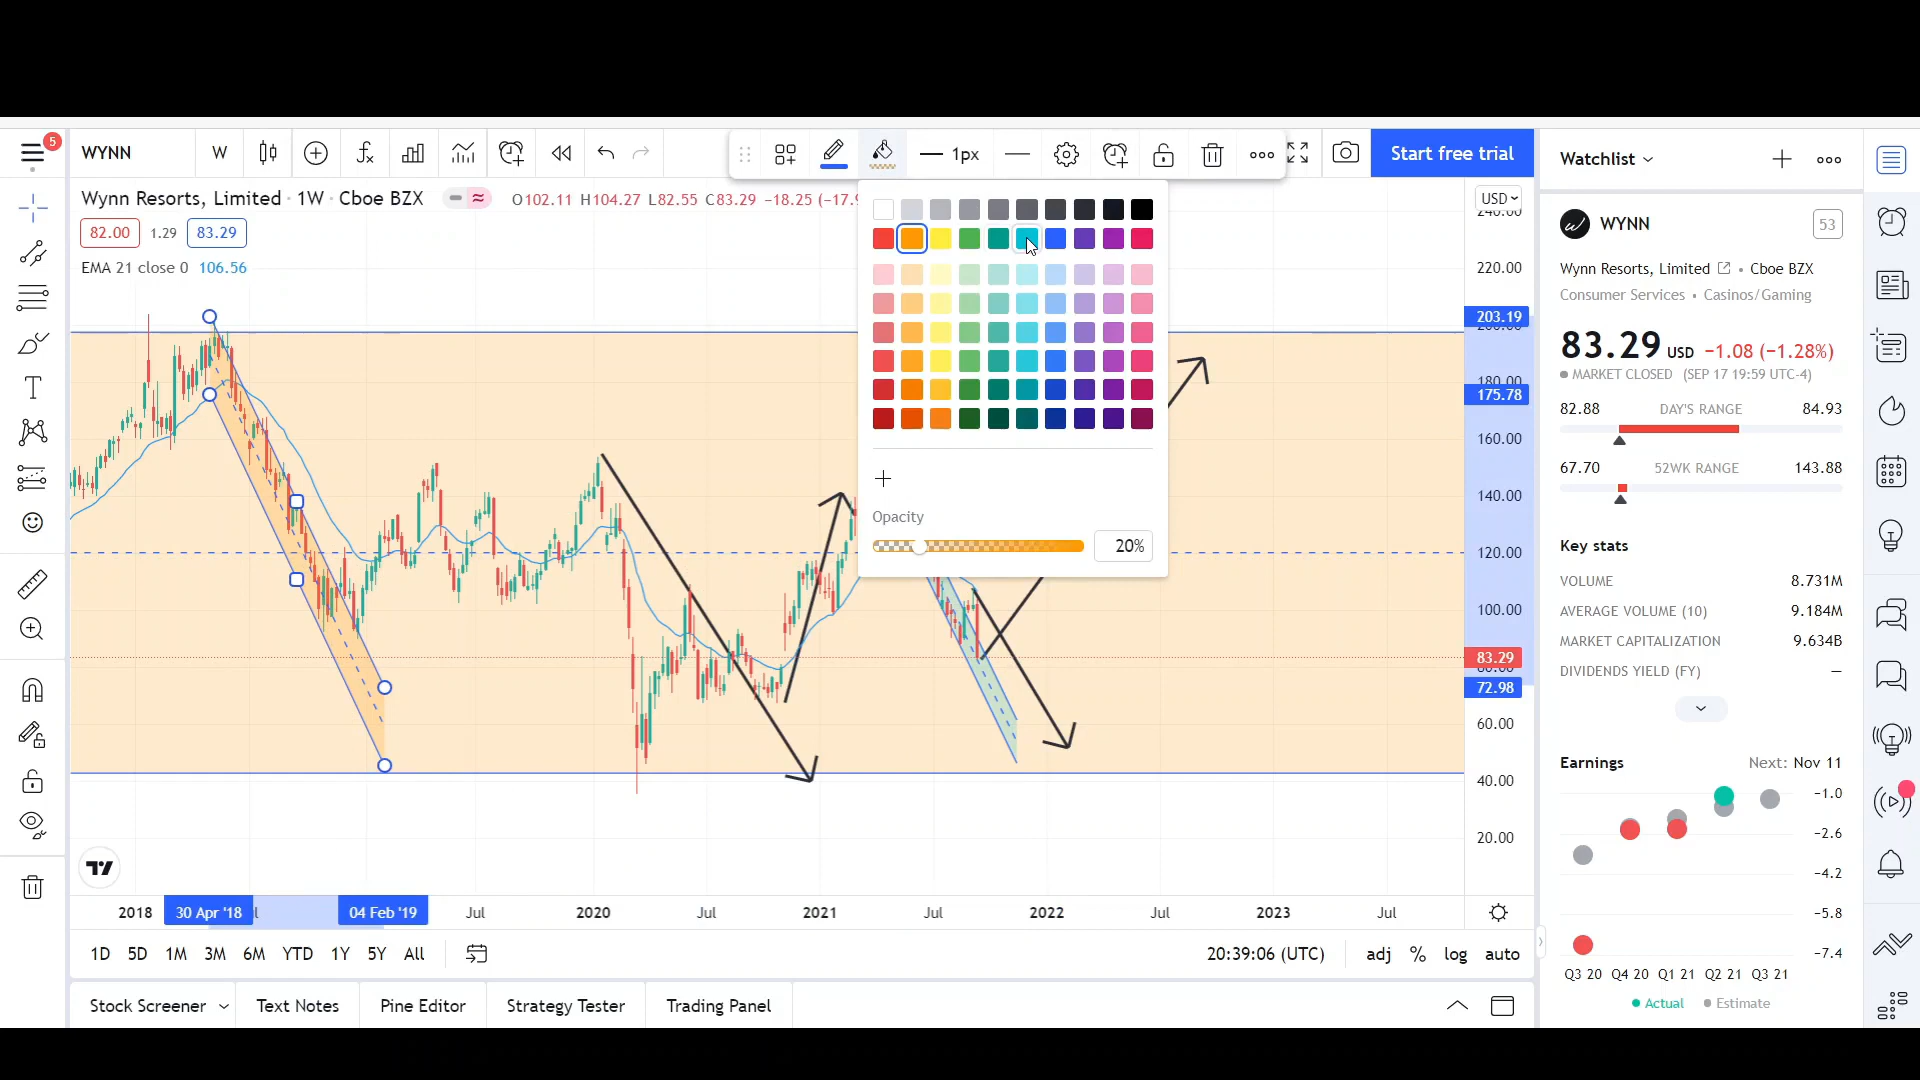 5
WYNN
W
1px
Start free trial
Watchlist
Wynn Resorts, Limited · 1W · Cboe BZX
O102.11 H104.27 L82.55 C83.29 −18.25 (−17.9
USD
82.00 1.29 83.29
EMA 21 close 0 106.56
Opacity
20%
240.00
220.00
203.19
180.00
175.78
160.00
140.00
120.00
100.00
83.29
80.00
72.98
60.00
40.00
20.00
2018
30 Apr '18
04 Feb '19
Jul
2020
Jul
2021
Jul
2022
Jul
2023
Jul
1D 5D 1M 3M 6M YTD 1Y 5Y All
20:39:06 (UTC)
adj % log auto
Stock Screener
Text Notes
Pine Editor
Strategy Tester
Trading Panel
WYNN
53
Wynn Resorts, Limited • Cboe BZX
Consumer Services • Casinos/Gaming
83.29 USD −1.08 (−1.28%)
MARKET CLOSED (SEP 17 19:59 UTC-4)
82.88 DAY'S RANGE 84.93
67.70 52WK RANGE 143.88
Key stats
VOLUME 8.731M
AVERAGE VOLUME (10) 9.184M
MARKET CAPITALIZATION 9.634B
DIVIDENDS YIELD (FY) —
Earnings Next: Nov 11
−1.0
−2.6
−4.2
−5.8
−7.4
Q3 20 Q4 20 Q1 21 Q2 21 Q3 21
Actual Estimate